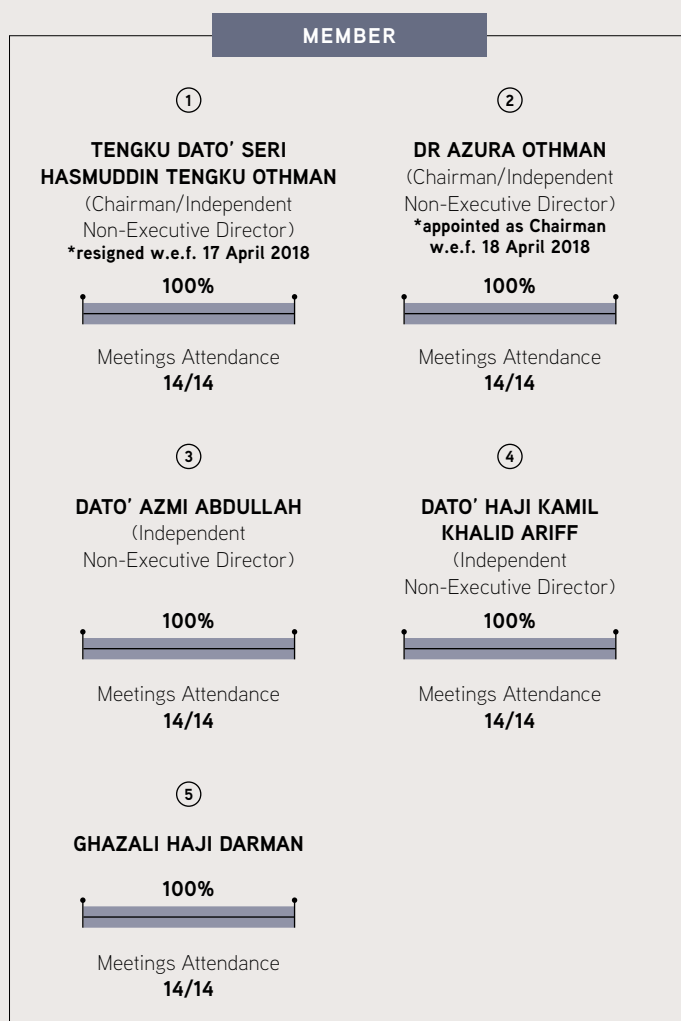 MEMBER
1
TENGKU DATO' SERI
HASMUDDIN TENGKU OTHMAN
(Chairman/Independent
Non-Executive Director)
*resigned w.e.f. 17 April 2018
100%
Meetings Attendance
14/14
2
DR AZURA OTHMAN
(Chairman/Independent
Non-Executive Director)
*appointed as Chairman
w.e.f. 18 April 2018
100%
Meetings Attendance
14/14
3
DATO' AZMI ABDULLAH
(Independent
Non-Executive Director)
100%
Meetings Attendance
14/14
4
DATO' HAJI KAMIL
KHALID ARIFF
(Independent
Non-Executive Director)
100%
Meetings Attendance
14/14
5
GHAZALI HAJI DARMAN
100%
Meetings Attendance
14/14